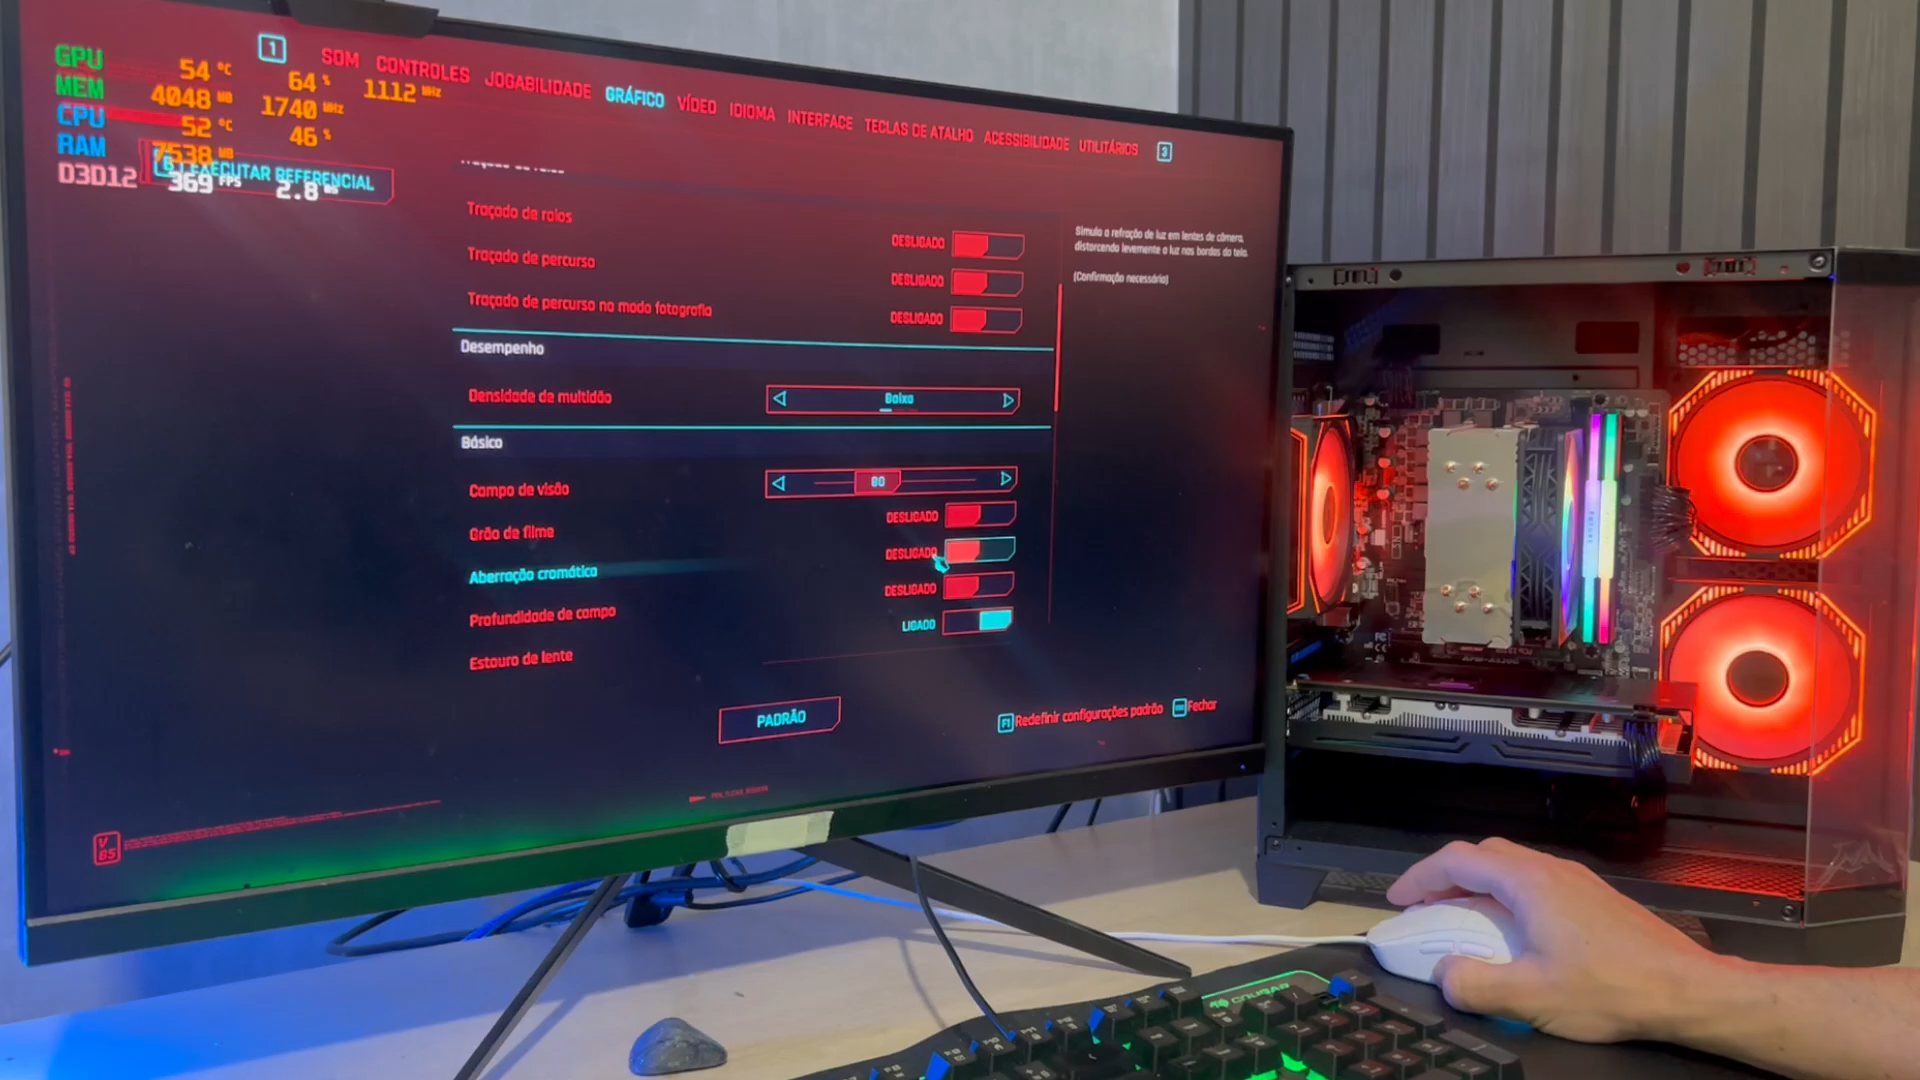 1 SOM CONTROLES JOGABILIDADE GRÁFICO VÍDEO IDIOMA INTERFACE TECLAS DE ATALHO ACESSIBILIDADE UTILITÁRIOS 3
GPU 54 °C 64 % 1112 MHz
MEM 4048 MB 1740 MHz
CPU 52 °C 46 %
RAM 7538 MB
D3D12 369 FPS 2.8 ms
EXECUTAR REFERENCIAL
Traçado de raios DESLIGADO
Traçado de percurso DESLIGADO
Traçado de percurso no modo fotografia DESLIGADO
Desempenho
Densidade de multidão Baixa
Básico
Campo de visão 80
Grão de filme DESLIGADO
Aberração cromática DESLIGADO
Profundidade de campo DESLIGADO
Estouro de lente LIGADO
Simula a refração de luz em lentes de câmera,
distorcendo levemente a luz nas bordas da tela.
(Confirmação necessária)
PADRÃO
F1 Redefinir configurações padrão Fechar
V
85
COUGAR